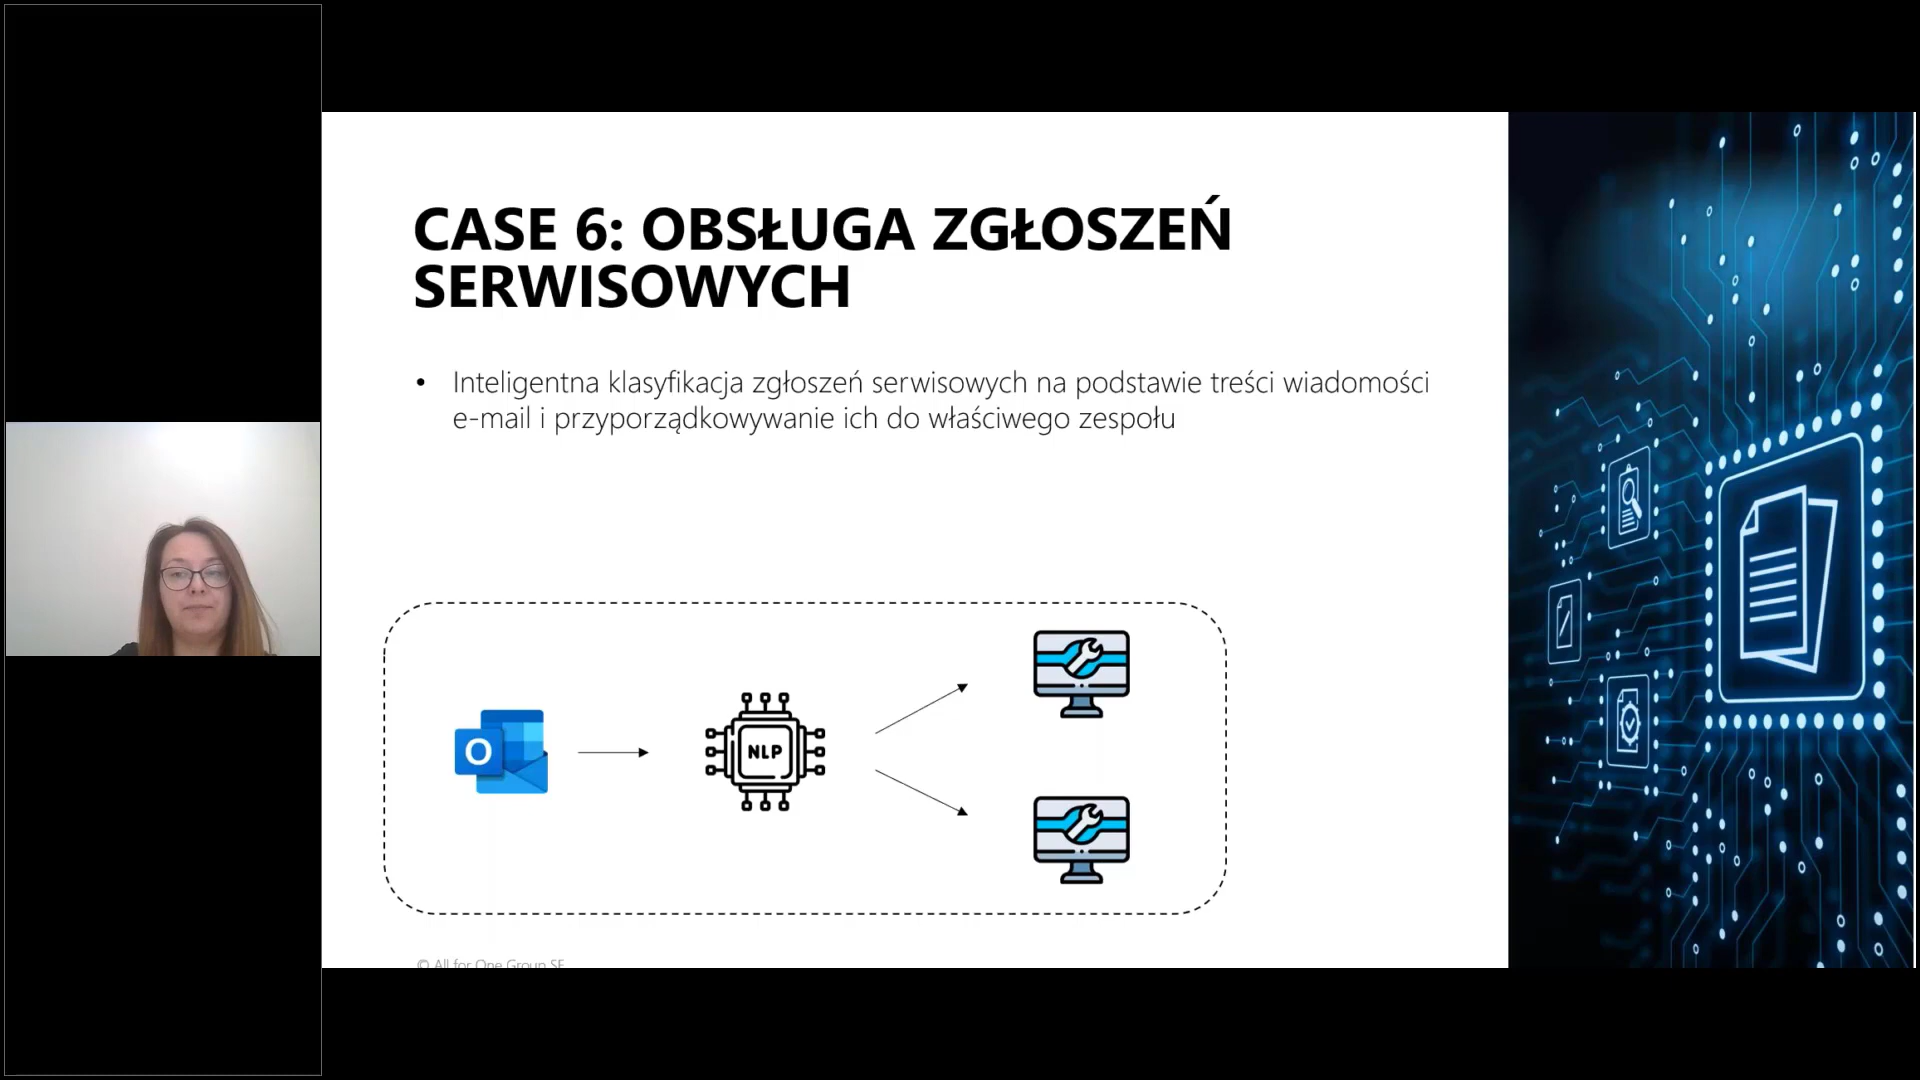 CASE 6: OBSŁUGA ZGŁOSZEŃ
SERWISOWYCH
• Inteligentna klasyfikacja zgłoszeń serwisowych na podstawie treści wiadomości
e-mail i przyporządkowywanie ich do właściwego zespołu
O
NLP
© All for One Group SE